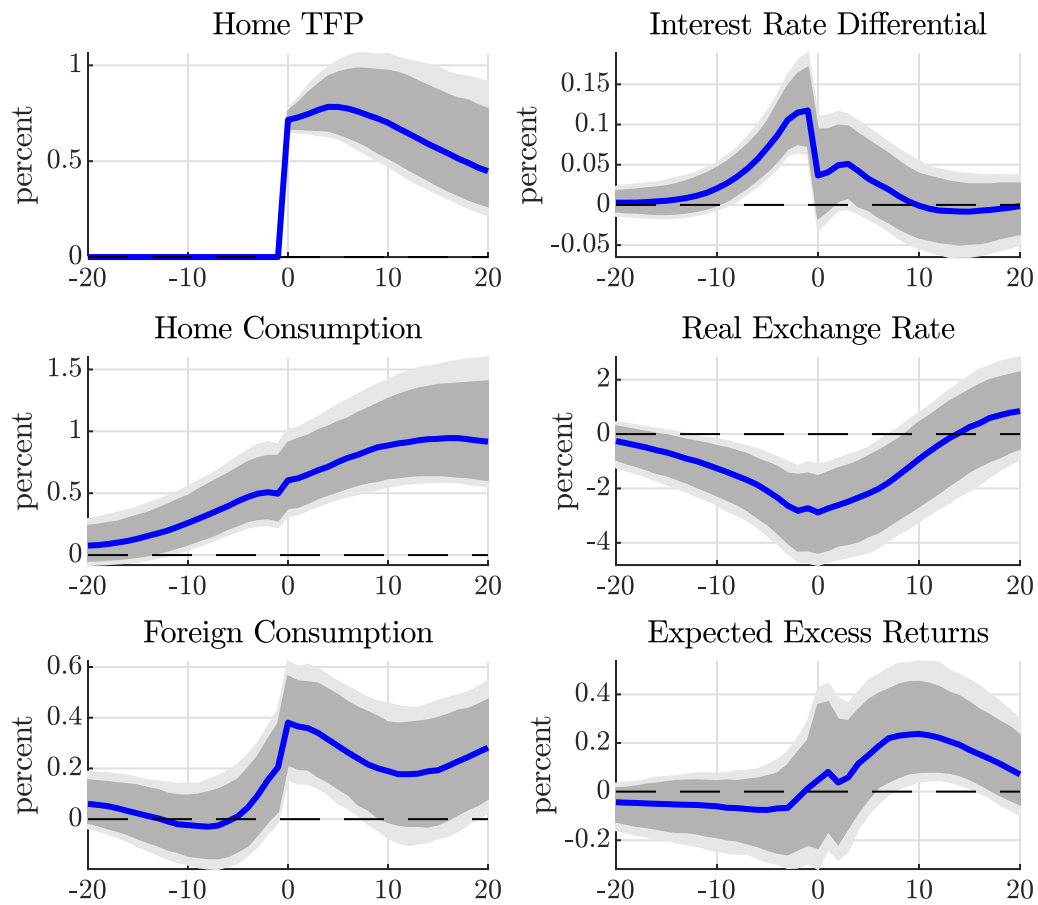 Home TFP
percent
1
0.5
0
-20 -10 0 10 20
Interest Rate Differential
percent
0.15
0.1
0.05
0
-0.05
-20 -10 0 10 20
Home Consumption
percent
1.5
1
0.5
0
-20 -10 0 10 20
Real Exchange Rate
percent
2
0
-2
-4
-20 -10 0 10 20
Foreign Consumption
percent
0.6
0.4
0.2
0
-20 -10 0 10 20
Expected Excess Returns
percent
0.4
0.2
0
-0.2
-20 -10 0 10 20